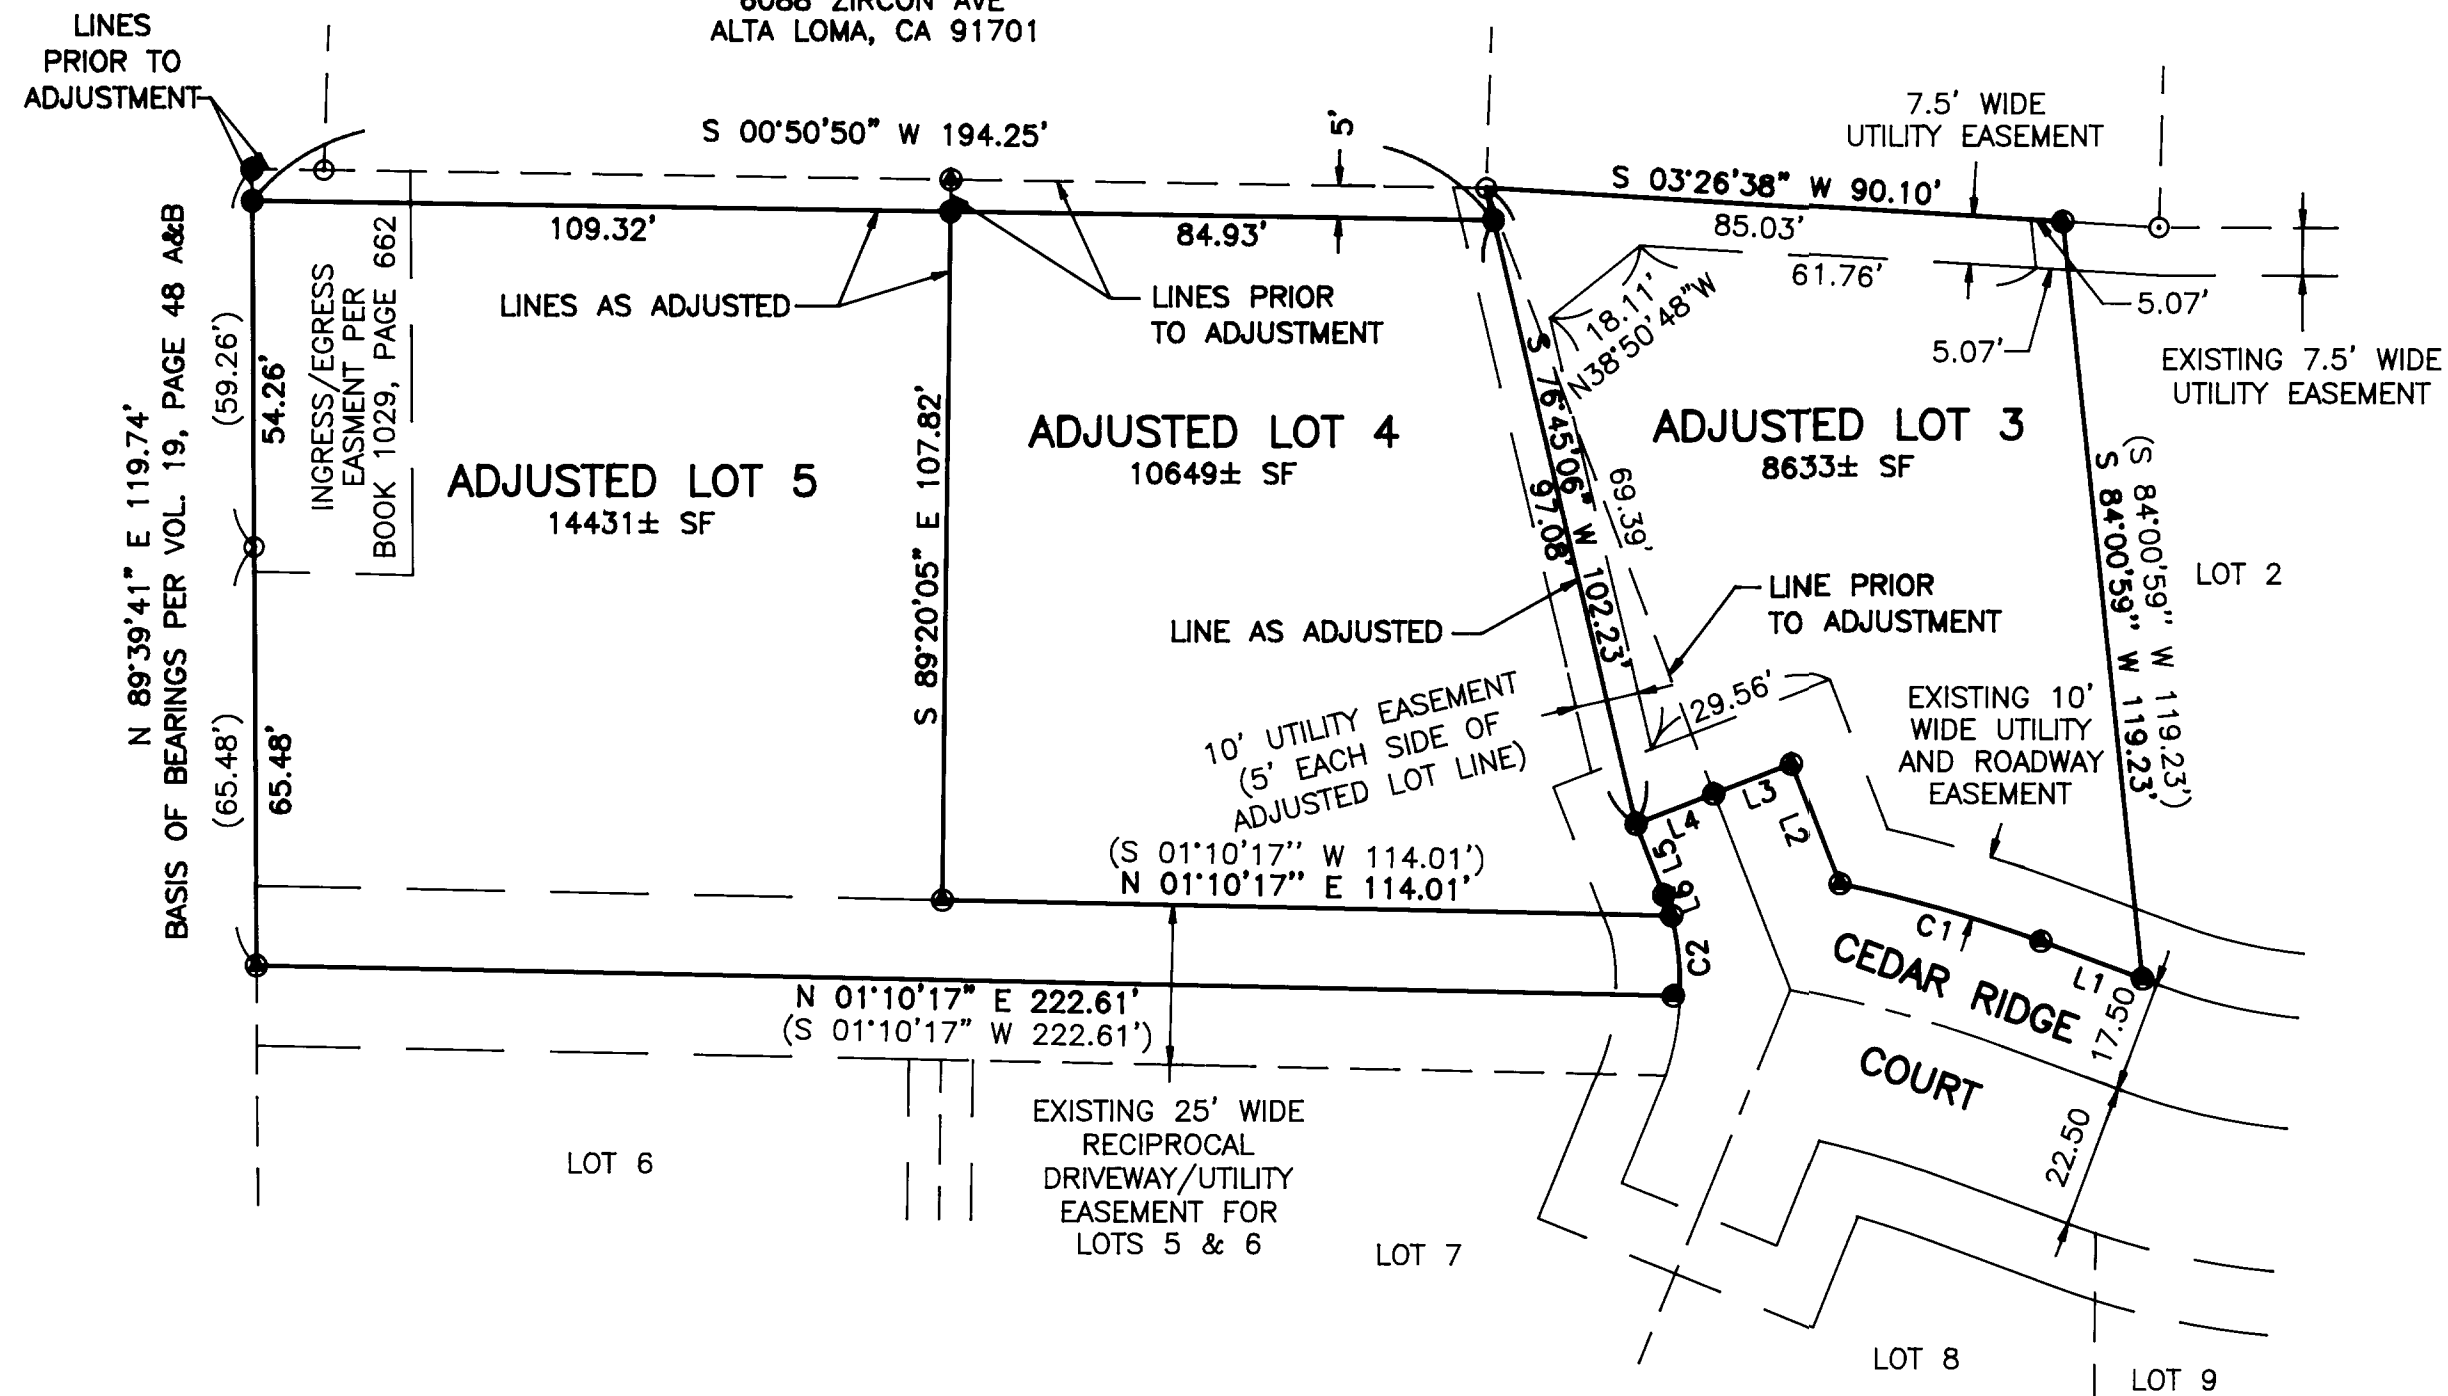 LINES
PRIOR TO
ADJUSTMENT
6088 ZIRCON AVE
ALTA LOMA, CA 91701
S 00°50'50" W 194.25'
5'
7.5' WIDE
UTILITY EASEMENT
S 03°26'38" W 90.10'
85.03'
61.76'
5.07'
5.07'
EXISTING 7.5' WIDE
UTILITY EASEMENT
109.32'
84.93'
LINES AS ADJUSTED
LINES PRIOR
TO ADJUSTMENT
18.11'
N38°50'48"W
N 89°39'41" E 119.74'
BASIS OF BEARINGS PER VOL. 19, PAGE 48 A&B
(59.26')
54.26'
(65.48')
65.48'
INGRESS/EGRESS
EASMENT PER
BOOK 1029, PAGE 662
ADJUSTED LOT 5
14431± SF
S 89°20'05" E 107.82'
ADJUSTED LOT 4
10649± SF
S 76°45'06" W 102.23'
97.08'
69.39'
ADJUSTED LOT 3
8633± SF
(S 84°00'59" W 119.23')
S 84°00'59" W 119.23'
LOT 2
LINE AS ADJUSTED
LINE PRIOR
TO ADJUSTMENT
10' UTILITY EASEMENT
(5' EACH SIDE OF
ADJUSTED LOT LINE)
29.56'
EXISTING 10'
WIDE UTILITY
AND ROADWAY
EASEMENT
L4
L3
L2
L5
L6
C2
C1
L1
(S 01°10'17" W 114.01')
N 01°10'17" E 114.01'
N 01°10'17" E 222.61'
(S 01°10'17" W 222.61')
CEDAR RIDGE
COURT
17.50
22.50
EXISTING 25' WIDE
RECIPROCAL
DRIVEWAY/UTILITY
EASEMENT FOR
LOTS 5 & 6
LOT 6
LOT 7
LOT 8
LOT 9